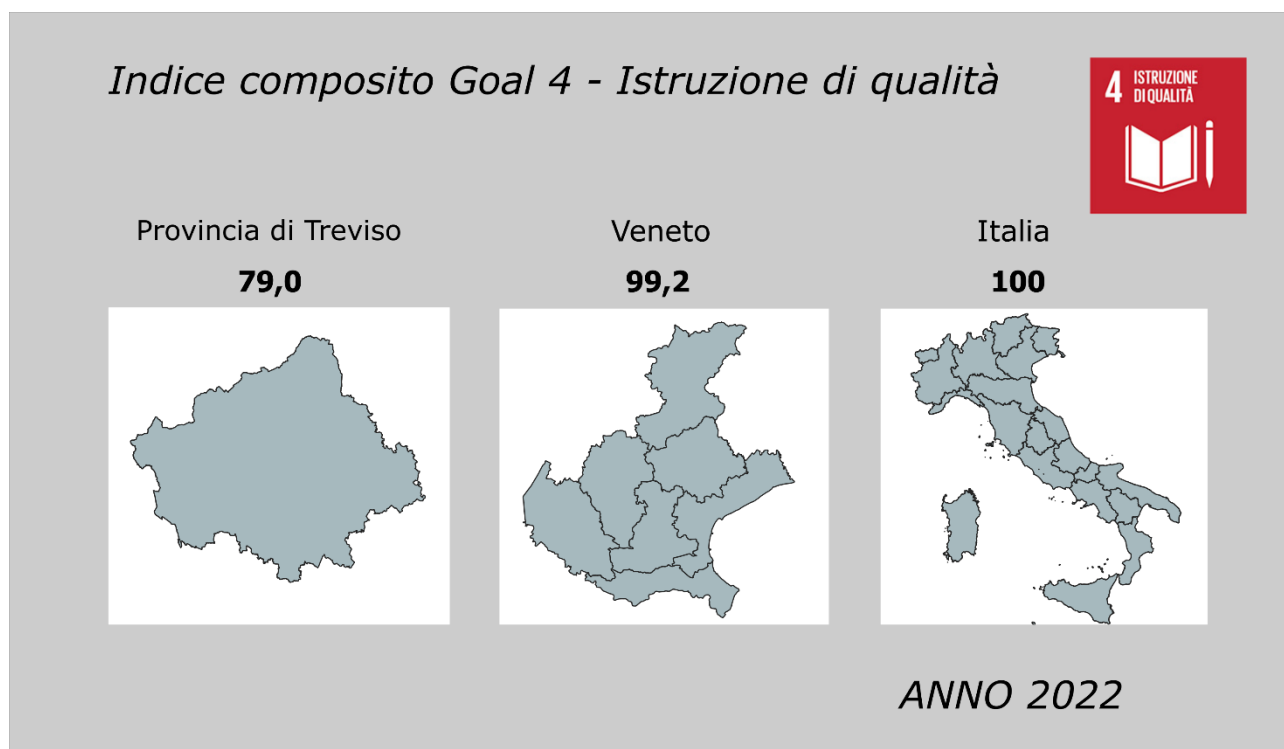 Indice composito Goal 4 - Istruzione di qualità
4 ISTRUZIONE
DI QUALITÀ
Provincia di Treviso
79,0
Veneto
99,2
Italia
100
ANNO 2022